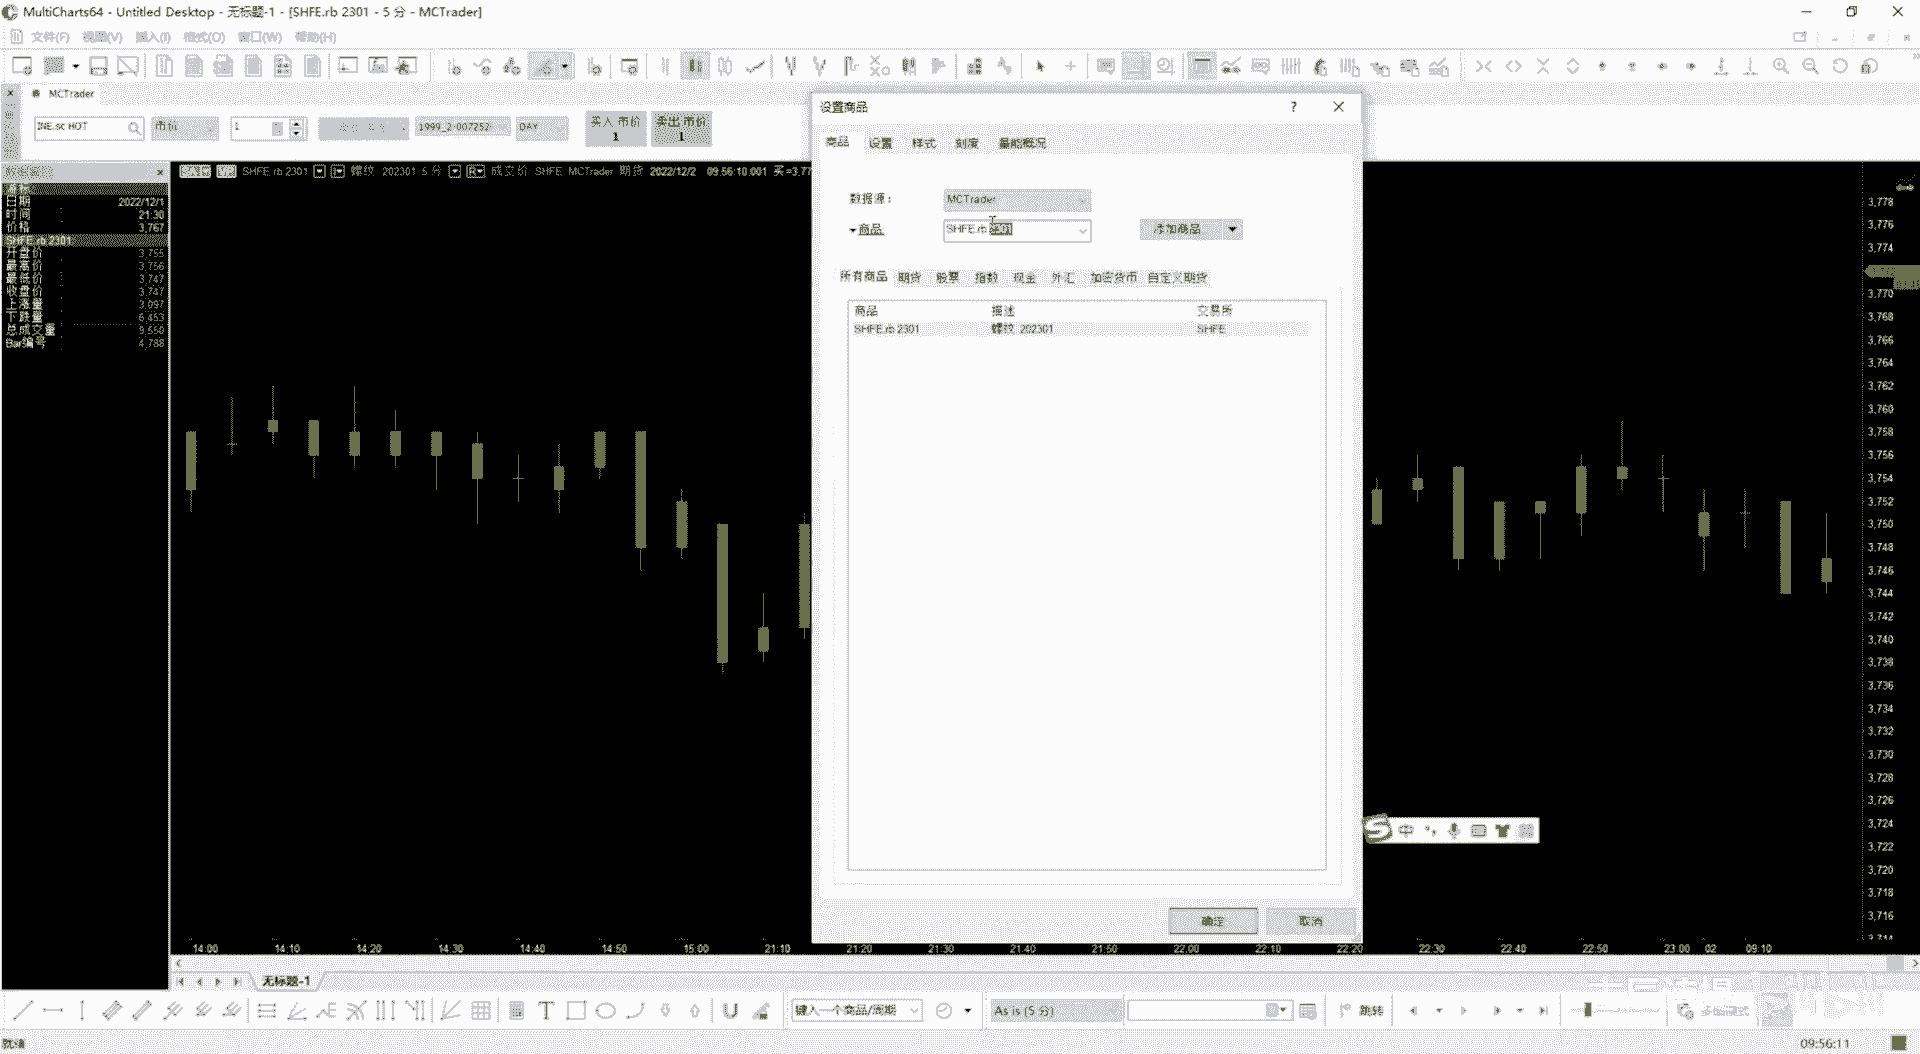 MultiCharts64 - Untitled Desktop - 无标题-1 - [SHFE.rb 2301 - 5 分 - MCTrader]
文件(F) 视图(V) 插入(I) 格式(O) 窗口(W) 帮助(H)
MCTrader
INE.sc HOT 市价 1 1999_2-007252 DAY 买入 市价 1 卖出 市价 1
SHFE rb 2301 螺纹 202301 5 分 成交价 SHFE MCTrader 期货 2022/12/2 09:56:10.001 买=3,77
日期 2022/12/1
时间 21:30
价格 3,767
SHFE.rb 2301
开盘价 3,755
最高价 3,756
最低价 3,747
收盘价 3,747
上涨量 3,097
下跌量 6,453
总成交量 9,550
Bar编号 4,788
设置商品
商品 设置 样式 刻度 量能概况
数据源: MCTrader
商品: SHFE.rb 2301 添加商品
所有商品 期货 股票 指数 现金 外汇 加密货币 自定义期货
商品 描述 交易所
SHFE.rb 2301 螺纹 202301 SHFE
确定 取消
3,778
3,776
3,774
3,770
3,768
3,766
3,764
3,762
3,760
3,758
3,756
3,754
3,752
3,750
3,748
3,746
3,744
3,742
3,740
3,738
3,736
3,734
3,732
3,730
3,728
3,726
3,724
3,722
3,720
3,718
3,716
中
14:00 14:10 14:20 14:30 14:40 14:50 15:00 21:10 21:20 21:30 21:40 21:50 22:00 22:10 22:20 22:30 22:40 22:50 23:00 02 09:10
无标题-1
键入一个商品/周期 As is (5 分) 跳转
就绪 09:56:11